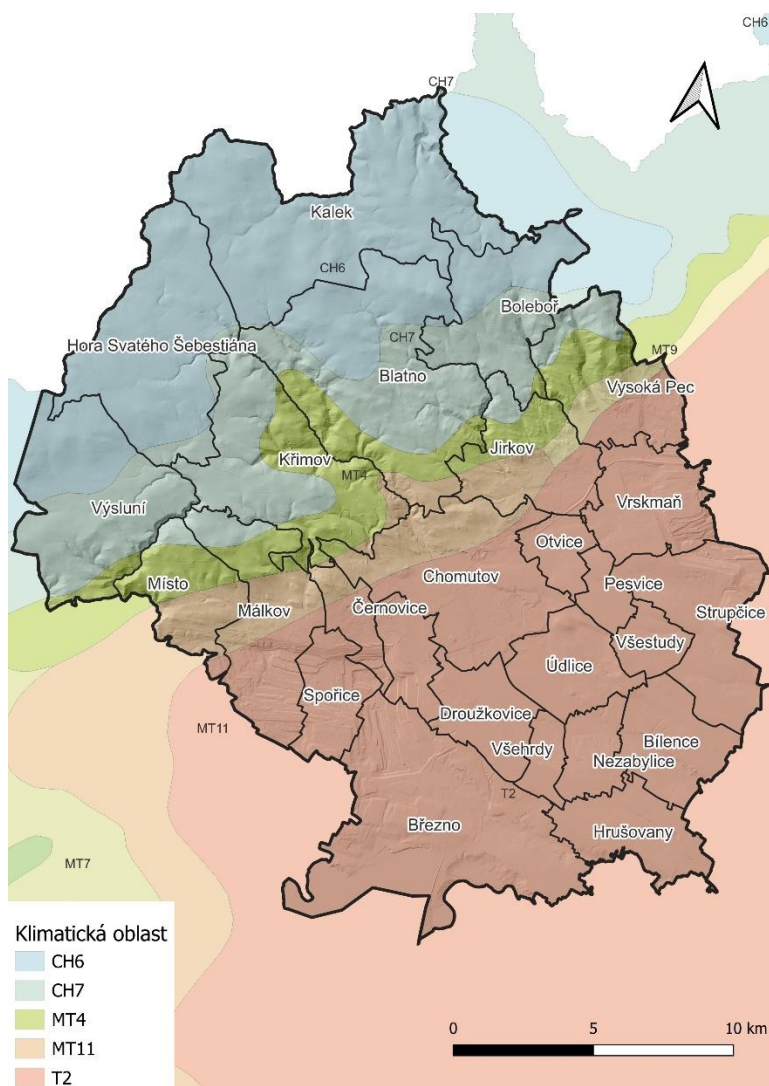 CH6
CH7
Kalek
CH6
Boleboř
CH7
Hora Svatého Šebestiána
MT9
Blatno
Vysoká Pec
Jirkov
Křimov
MT4
Výsluní
Vrskmaň
Otvice
Místo
Chomutov
Pesvice
Málkov
Černovice
Strupčice
Všestudy
Údlice
Spořice
Droužkovice
MT11
Všehrdy
Bílence
Nezabylice
T2
Březno
Hrušovany
MT7
Klimatická oblast
CH6
CH7
MT4
MT11
T2
0 5 10 km